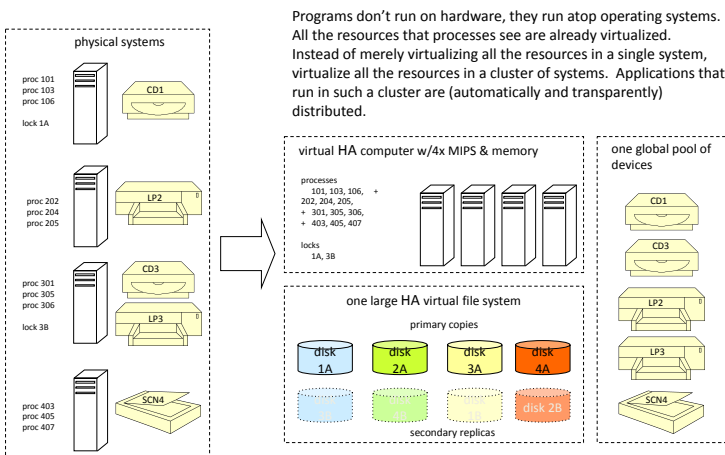 Programs don't run on hardware, they run atop operating systems.
All the resources that processes see are already virtualized.
Instead of merely virtualizing all the resources in a single system,
virtualize all the resources in a cluster of systems. Applications that
run in such a cluster are (automatically and transparently)
distributed.
physical systems
proc 101
proc 103
proc 106
lock 1A
CD1
proc 202
proc 204
proc 205
LP2
proc 301
proc 305
proc 306
lock 3B
CD3
LP3
proc 403
proc 405
proc 407
SCN4
virtual HA computer w/4x MIPS & memory
processes
101, 103, 106, +
202, 204, 205,
+ 301, 305, 306,
+ 403, 405, 407
locks
1A, 3B
one large HA virtual file system
primary copies
disk
1A
disk
2A
disk
3A
disk
4A
disk 2B
secondary replicas
one global pool of
devices
CD1
CD3
LP2
LP3
SCN4